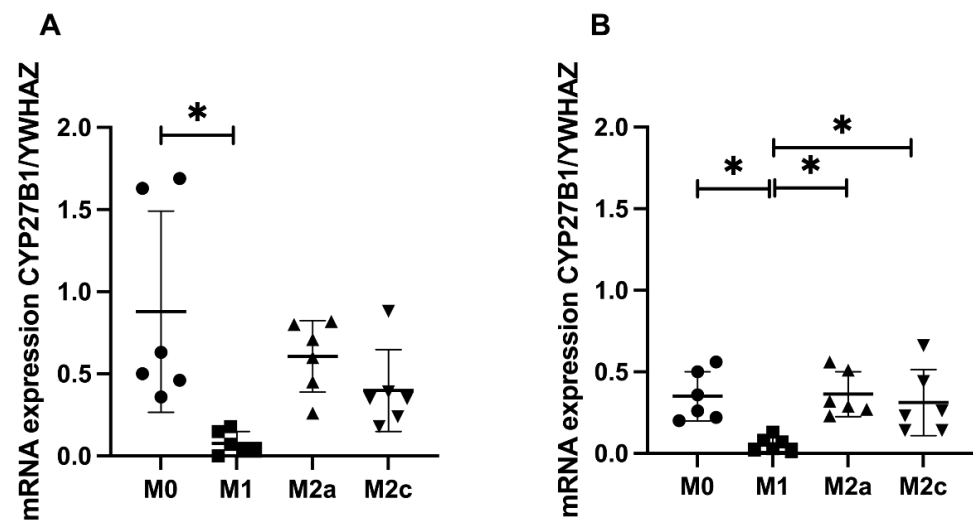 A
mRNA expression CYP27B1/YWHAZ
2.0
1.5
1.0
0.5
0.0
*
M0 M1 M2a M2c
B
mRNA expression CYP27B1/YWHAZ
2.0
1.5
1.0
0.5
0.0
*
* *
M0 M1 M2a M2c